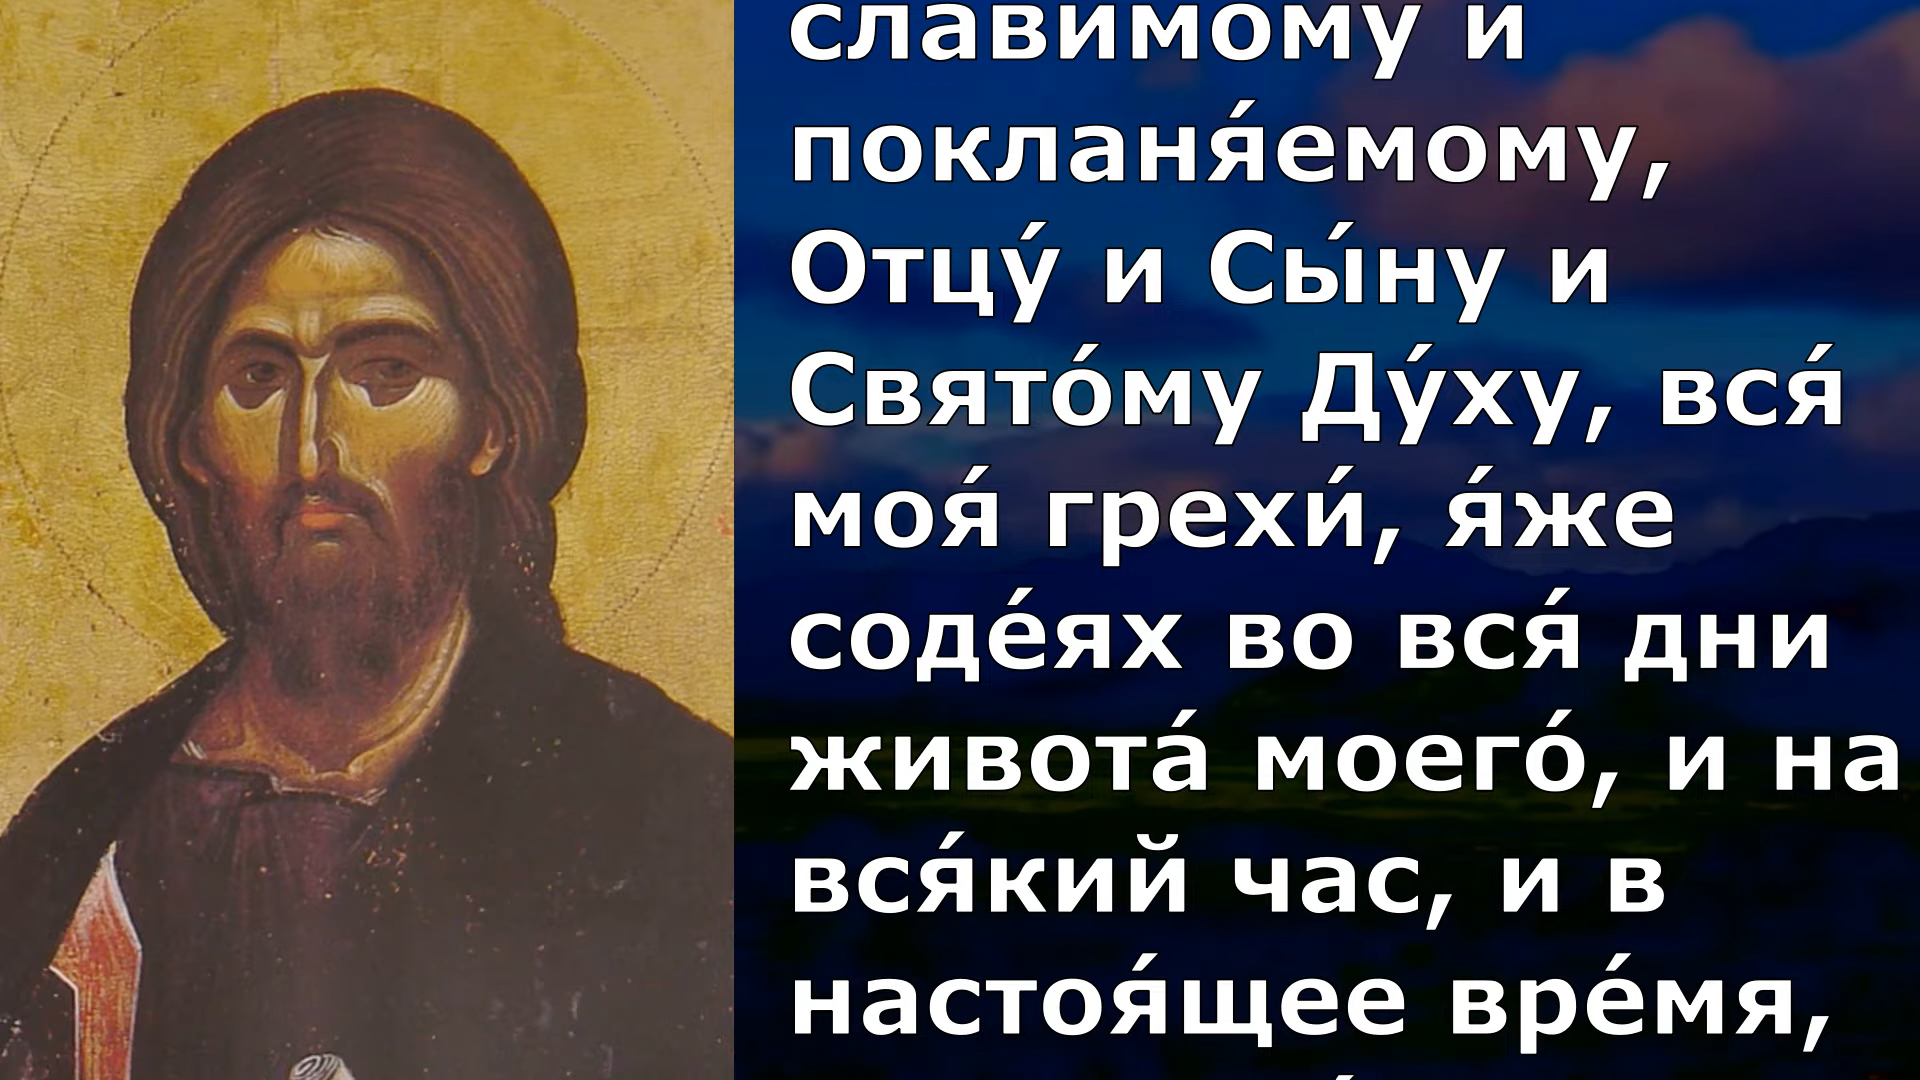 славимому и
покланя́емому,
Отцу́ и Сы́ну и
Свято́му Ду́ху, вся́
моя́ грехи́, я́же
соде́ях во вся́ дни
живота́ моего́, и на
вся́кий час, и в
настоя́щее вре́мя,